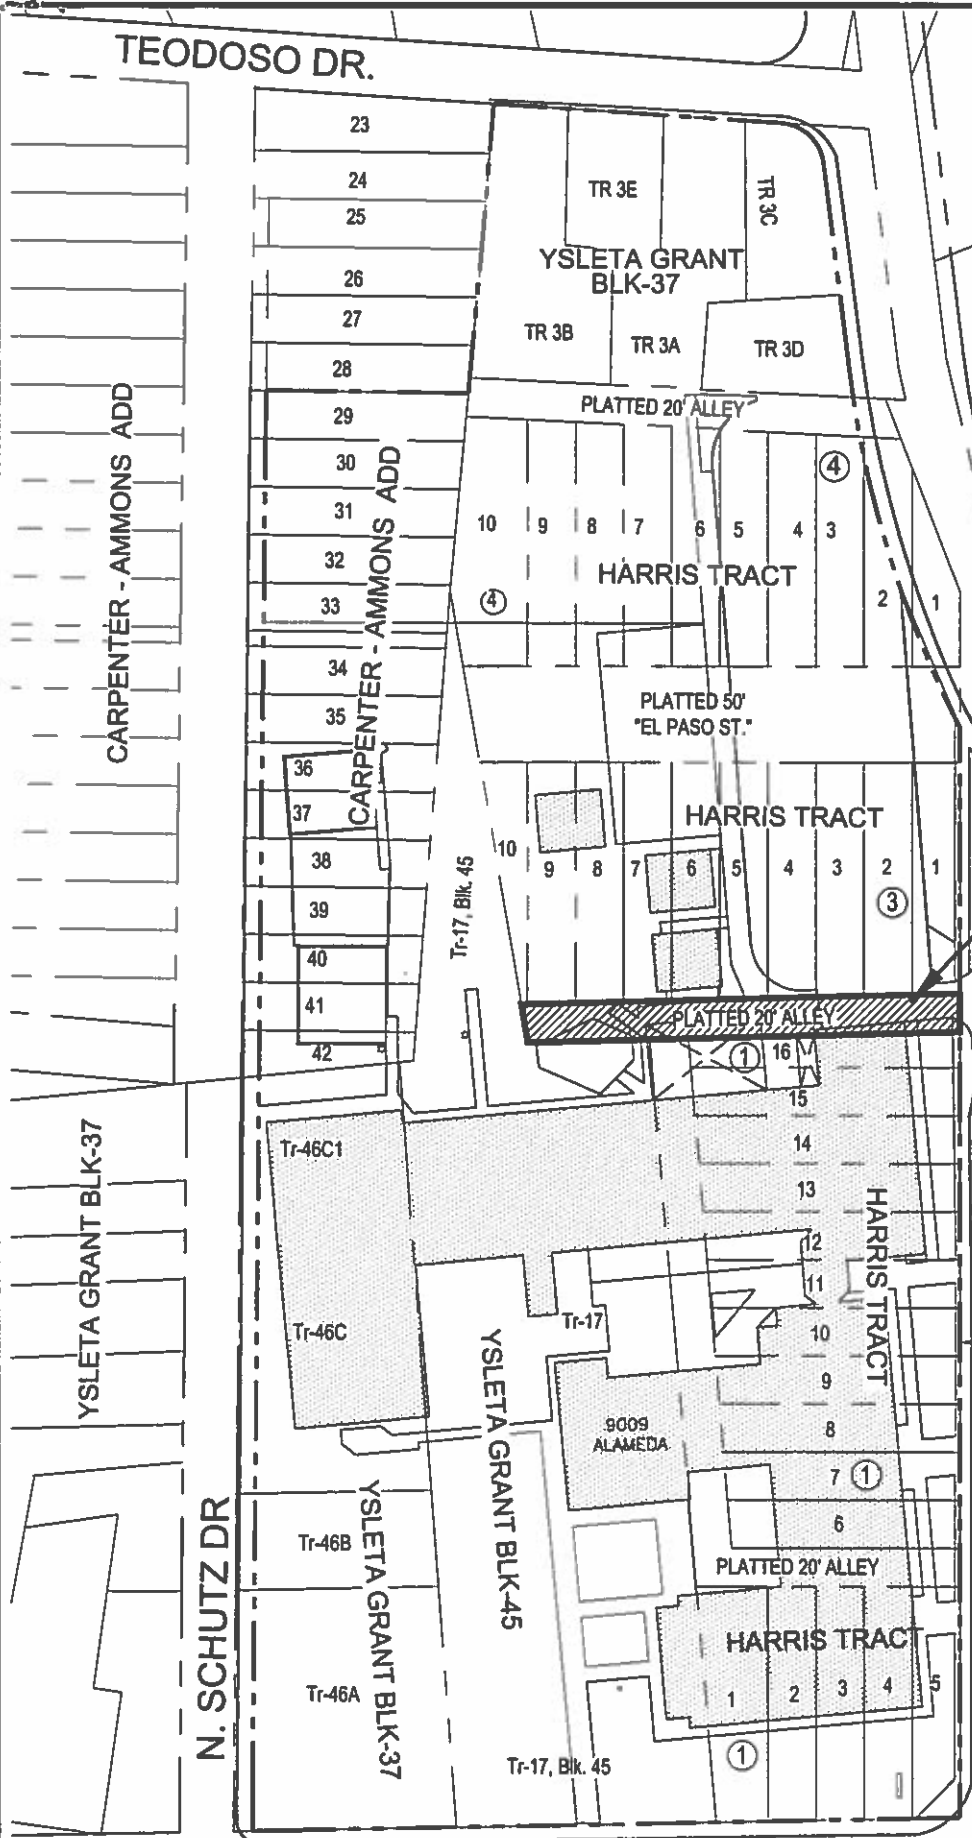 TEODOSO DR.
23
24
25
26
27
28
29
30
31
32
33
34
35
36
37
38
39
40
41
42
CARPENTER - AMMONS ADD
CARPENTER - AMMONS ADD
TR 3E
TR 3C
YSLETA GRANT
BLK-37
TR 3B
TR 3A
TR 3D
PLATTED 20' ALLEY
4
10
9
8
7
6
5
4
3
2
1
HARRIS TRACT
4
PLATTED 50'
"EL PASO ST."
HARRIS TRACT
10
9
8
7
6
5
4
3
2
1
3
Tr-17, Blk. 45
PLATTED 20' ALLEY
1
16
15
14
13
12
11
10
9
8
7
1
6
HARRIS TRACT
Tr-46C1
Tr-46C
Tr-17
YSLETA GRANT BLK-37
YSLETA GRANT BLK-45
9009
ALAMEDA
YSLETA GRANT BLK-37
N. SCHUTZ DR
Tr-46B
Tr-46A
PLATTED 20' ALLEY
HARRIS TRACT
1
2
3
4
5
1
Tr-17, Blk. 45